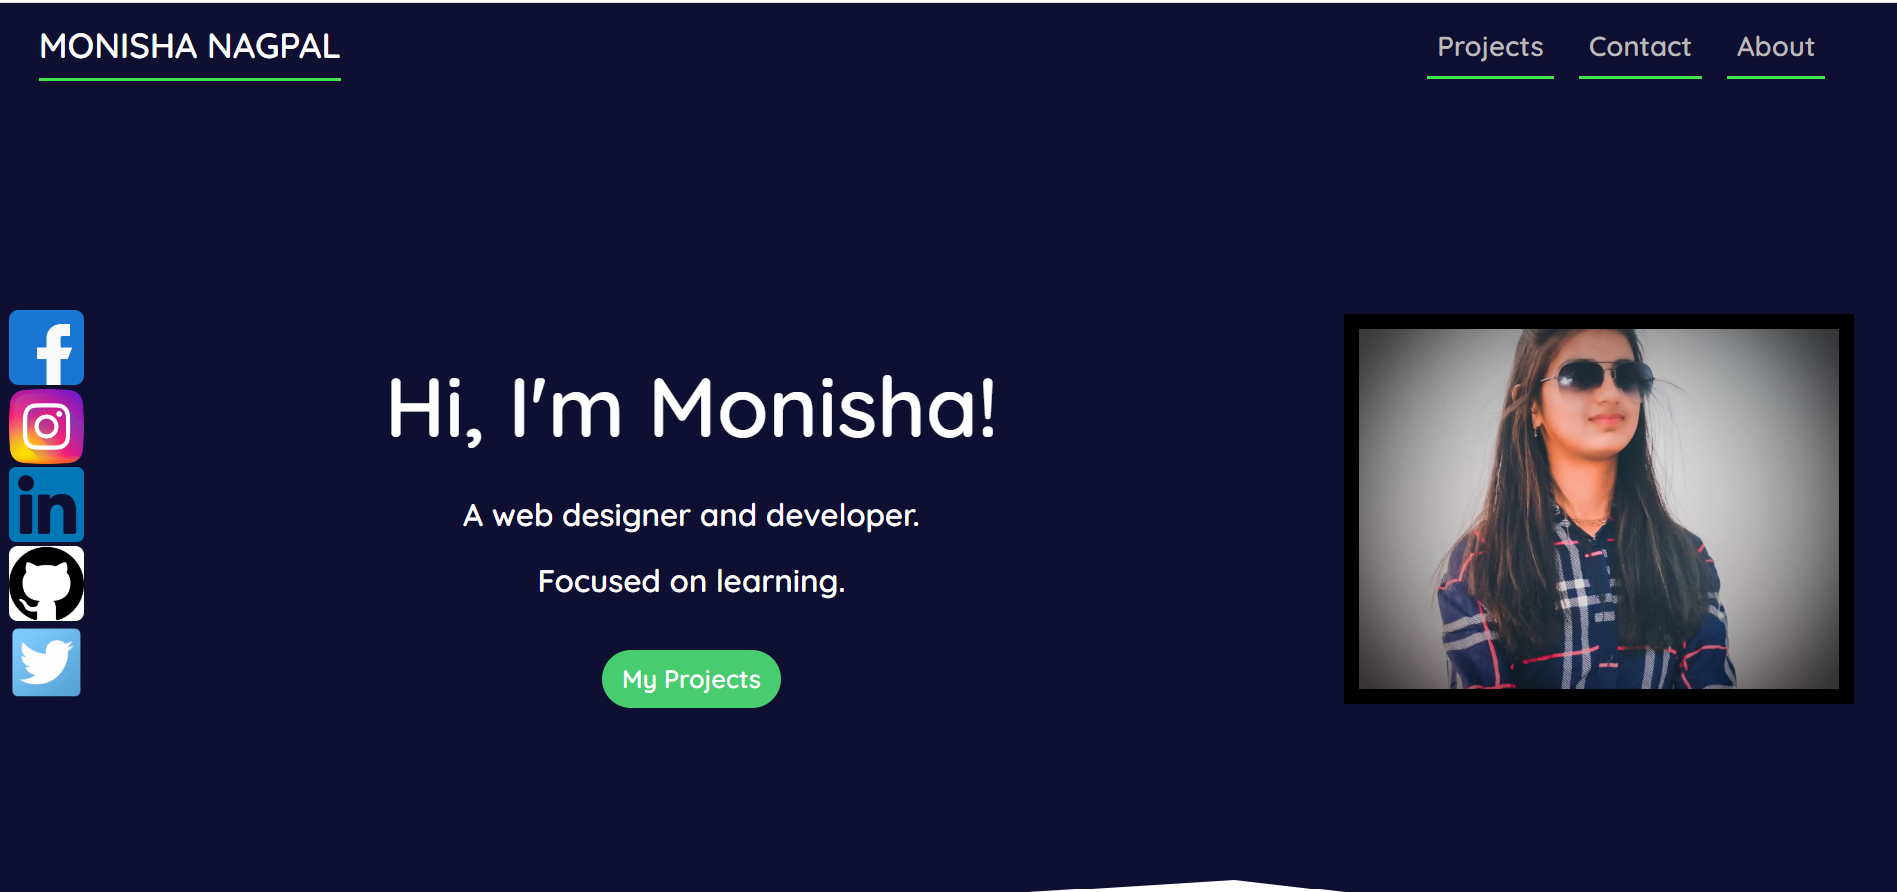 MONISHA NAGPAL
Projects Contact About
Hi, I'm Monisha!
A web designer and developer.
Focused on learning.
My Projects